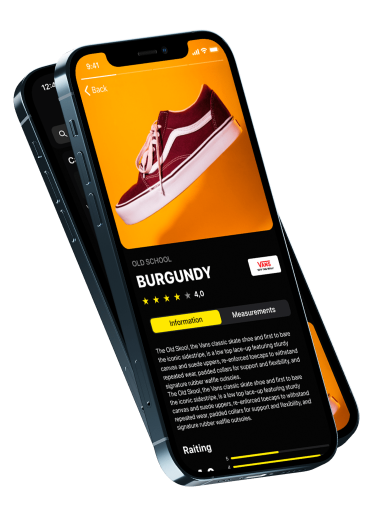 9:41
Back
OLD SCHOOL
BURGUNDY
VANS
4,0
Information
Measurements
The Old Skool, the Vans classic skate shoe and first to bare
the iconic sidestripe, is a low top lace-up featuring sturdy
canvas and suede uppers, re-enforced toecaps to withstand
repeated wear, padded collars for support and flexibility, and
signature rubber waffle outsoles.
The Old Skool, the Vans classic skate shoe and first to bare
the iconic sidestripe, is a low top lace-up featuring sturdy
canvas and suede uppers, re-enforced toecaps to withstand
repeated wear, padded collars for support and flexibility, and
signature rubber waffle outsoles.
Raiting
5
4